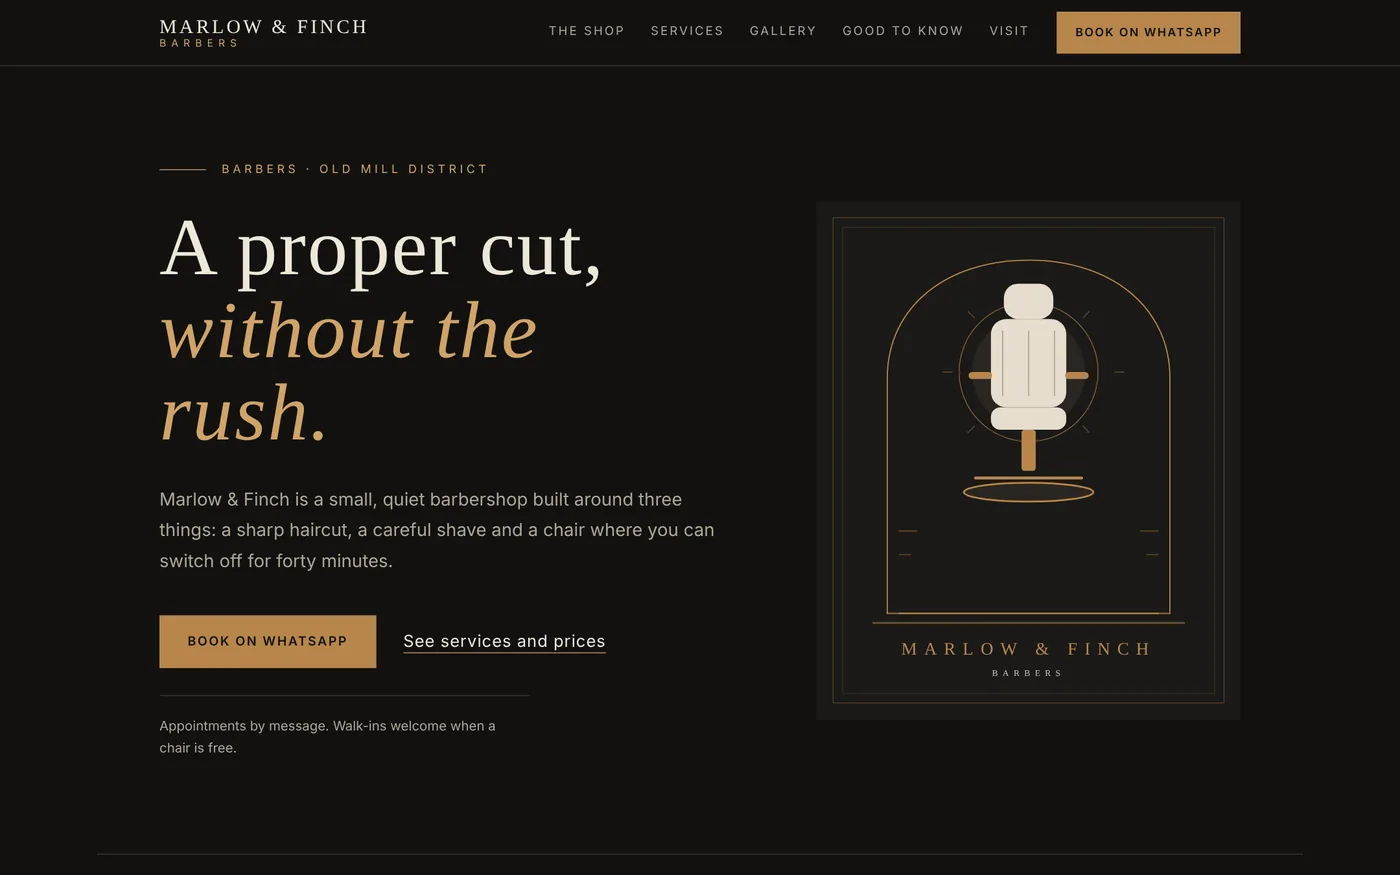 MARLOW & FINCH
BARBERS
THE SHOP SERVICES GALLERY GOOD TO KNOW VISIT BOOK ON WHATSAPP
BARBERS · OLD MILL DISTRICT
A proper cut,
without the
rush.
Marlow & Finch is a small, quiet barbershop built around three
things: a sharp haircut, a careful shave and a chair where you can
switch off for forty minutes.
BOOK ON WHATSAPP See services and prices
Appointments by message. Walk-ins welcome when a
chair is free.
MARLOW & FINCH
BARBERS